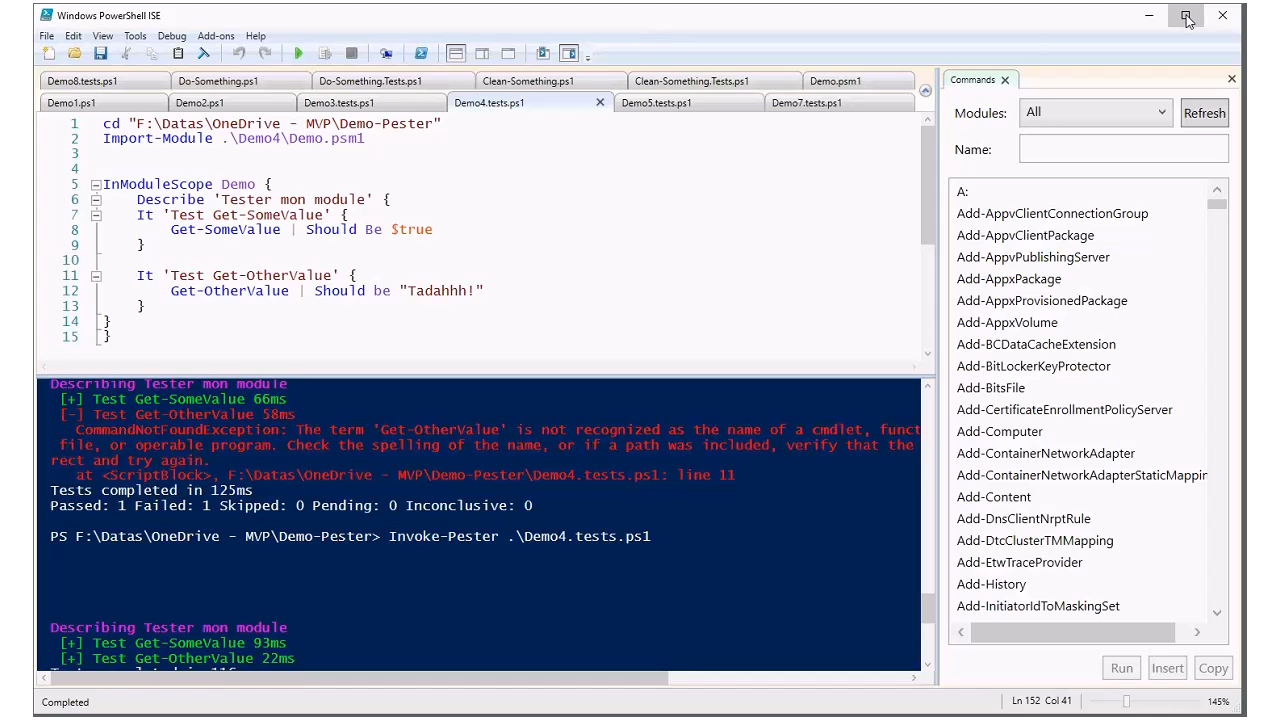 Windows PowerShell ISE
File Edit View Tools Debug Add-ons Help
Demo8.tests.ps1 Do-Something.ps1 Do-Something.Tests.ps1 Clean-Something.ps1 Clean-Something.Tests.ps1 Demo.psm1
Demo1.ps1 Demo2.ps1 Demo3.tests.ps1 Demo4.tests.ps1 Demo5.tests.ps1 Demo7.tests.ps1
1 cd "F:\Datas\OneDrive - MVP\Demo-Pester"
2 Import-Module .\Demo4\Demo.psm1
3
4
5 InModuleScope Demo {
6 Describe 'Tester mon module' {
7 It 'Test Get-SomeValue' {
8 Get-SomeValue | Should Be $true
9 }
10
11 It 'Test Get-OtherValue' {
12 Get-OtherValue | Should be "Tadahhh!"
13 }
14 }
15 }
Describing Tester mon module
[+] Test Get-SomeValue 66ms
[-] Test Get-OtherValue 58ms
CommandNotFoundException: The term 'Get-OtherValue' is not recognized as the name of a cmdlet, funct
file, or operable program. Check the spelling of the name, or if a path was included, verify that the
rect and try again.
at <ScriptBlock>, F:\Datas\OneDrive - MVP\Demo-Pester\Demo4.tests.ps1: line 11
Tests completed in 125ms
Passed: 1 Failed: 1 Skipped: 0 Pending: 0 Inconclusive: 0
PS F:\Datas\OneDrive - MVP\Demo-Pester> Invoke-Pester .\Demo4.tests.ps1
Describing Tester mon module
[+] Test Get-SomeValue 93ms
[+] Test Get-OtherValue 22ms
Commands
Modules: All Refresh
Name:
A:
Add-AppvClientConnectionGroup
Add-AppvClientPackage
Add-AppvPublishingServer
Add-AppxPackage
Add-AppxProvisionedPackage
Add-AppxVolume
Add-BCDataCacheExtension
Add-BitLockerKeyProtector
Add-BitsFile
Add-CertificateEnrollmentPolicyServer
Add-Computer
Add-ContainerNetworkAdapter
Add-ContainerNetworkAdapterStaticMappin
Add-Content
Add-DnsClientNrptRule
Add-DtcClusterTMMapping
Add-EtwTraceProvider
Add-History
Add-InitiatorIdToMaskingSet
Run Insert Copy
Completed Ln 152 Col 41 145%